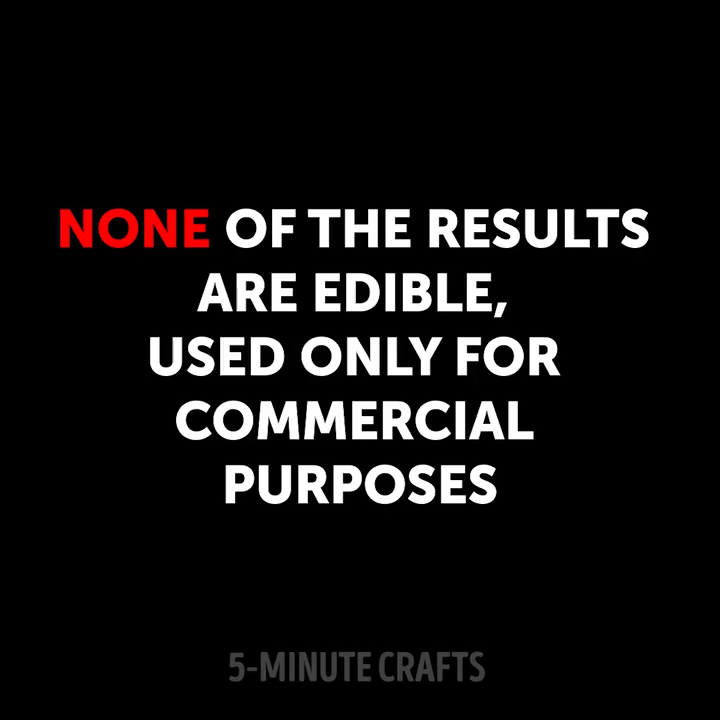 NONE OF THE RESULTS
ARE EDIBLE,
USED ONLY FOR
COMMERCIAL
PURPOSES
5-MINUTE CRAFTS